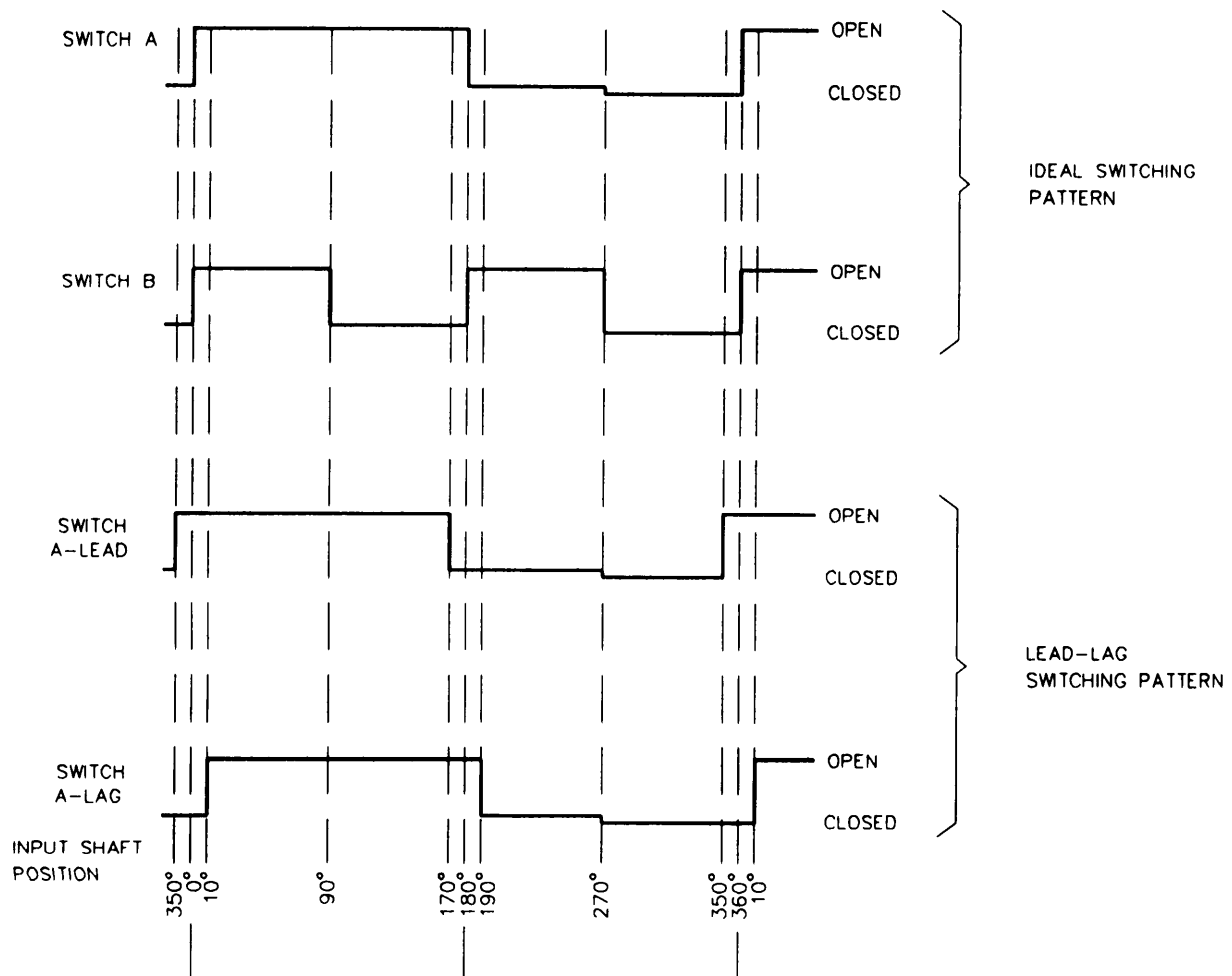 SWITCH A
OPEN
CLOSED
IDEAL SWITCHING
PATTERN
SWITCH B
OPEN
CLOSED
SWITCH
A-LEAD
OPEN
CLOSED
LEAD-LAG
SWITCHING PATTERN
SWITCH
A-LAG
OPEN
CLOSED
INPUT SHAFT
POSITION
350°
0°
10°
90°
170°
180°
190°
270°
350°
360°
10°